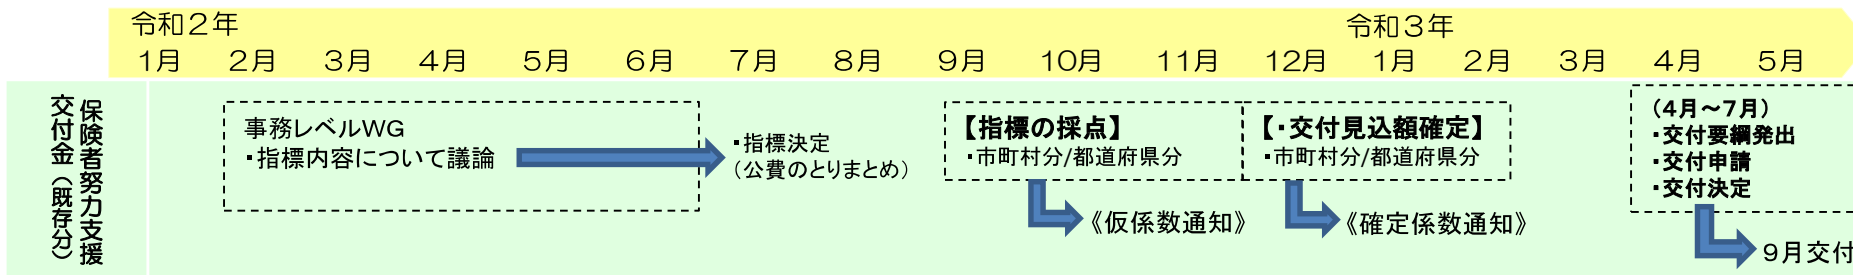 令和２年
令和３年
1月 2月 3月 4月 5月 6月 7月 8月 9月 10月 11月 12月 1月 2月 3月 4月 5月
保険者努力支援
交付金（既存分）
事務レベルWG
・指標内容について議論
・指標決定
（公費のとりまとめ）
【指標の採点】
・市町村分/都道府県分
《仮係数通知》
【・交付見込額確定】
・市町村分/都道府県分
《確定係数通知》
（4月～7月）
・交付要綱発出
・交付申請
・交付決定
９月交付